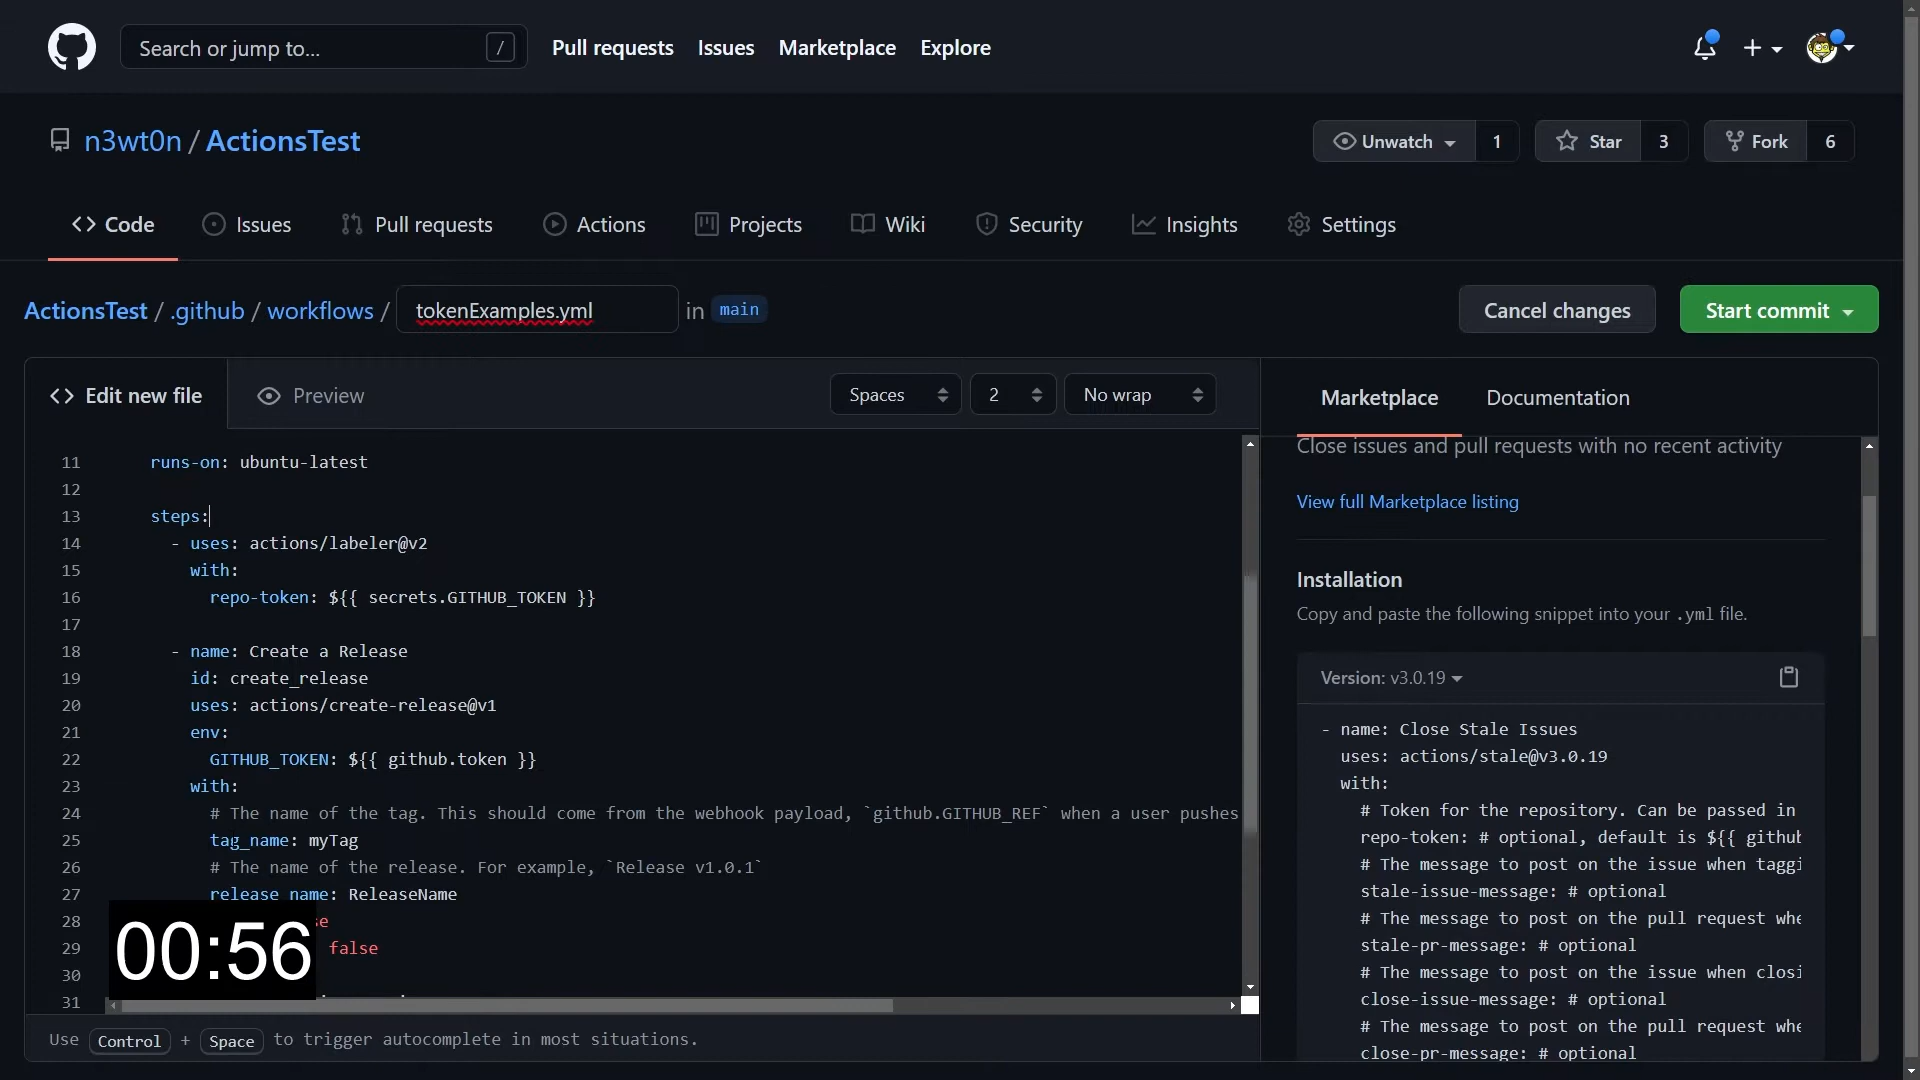 Search or jump to... /
Pull requests Issues Marketplace Explore
n3wt0n / ActionsTest
Unwatch 1 Star 3 Fork 6
Code Issues Pull requests Actions Projects Wiki Security Insights Settings
ActionsTest / .github / workflows / tokenExamples.yml in main
Cancel changes Start commit
Edit new file Preview
Spaces 2 No wrap
11 runs-on: ubuntu-latest
12
13 steps:
14 - uses: actions/labeler@v2
15 with:
16 repo-token: ${{ secrets.GITHUB_TOKEN }}
17
18 - name: Create a Release
19 id: create_release
20 uses: actions/create-release@v1
21 env:
22 GITHUB_TOKEN: ${{ github.token }}
23 with:
24 # The name of the tag. This should come from the webhook payload, `github.GITHUB_REF` when a user pushes
25 tag_name: myTag
26 # The name of the release. For example, `Release v1.0.1`
27 release_name: ReleaseName
28 se
29 false
30
31
00:56
Use Control + Space to trigger autocomplete in most situations.
Marketplace Documentation
Close issues and pull requests with no recent activity
View full Marketplace listing
Installation
Copy and paste the following snippet into your .yml file.
Version: v3.0.19
- name: Close Stale Issues
uses: actions/stale@v3.0.19
with:
# Token for the repository. Can be passed in
repo-token: # optional, default is ${{ github
# The message to post on the issue when taggi
stale-issue-message: # optional
# The message to post on the pull request whe
stale-pr-message: # optional
# The message to post on the issue when closi
close-issue-message: # optional
# The message to post on the pull request whe
close-pr-message: # optional